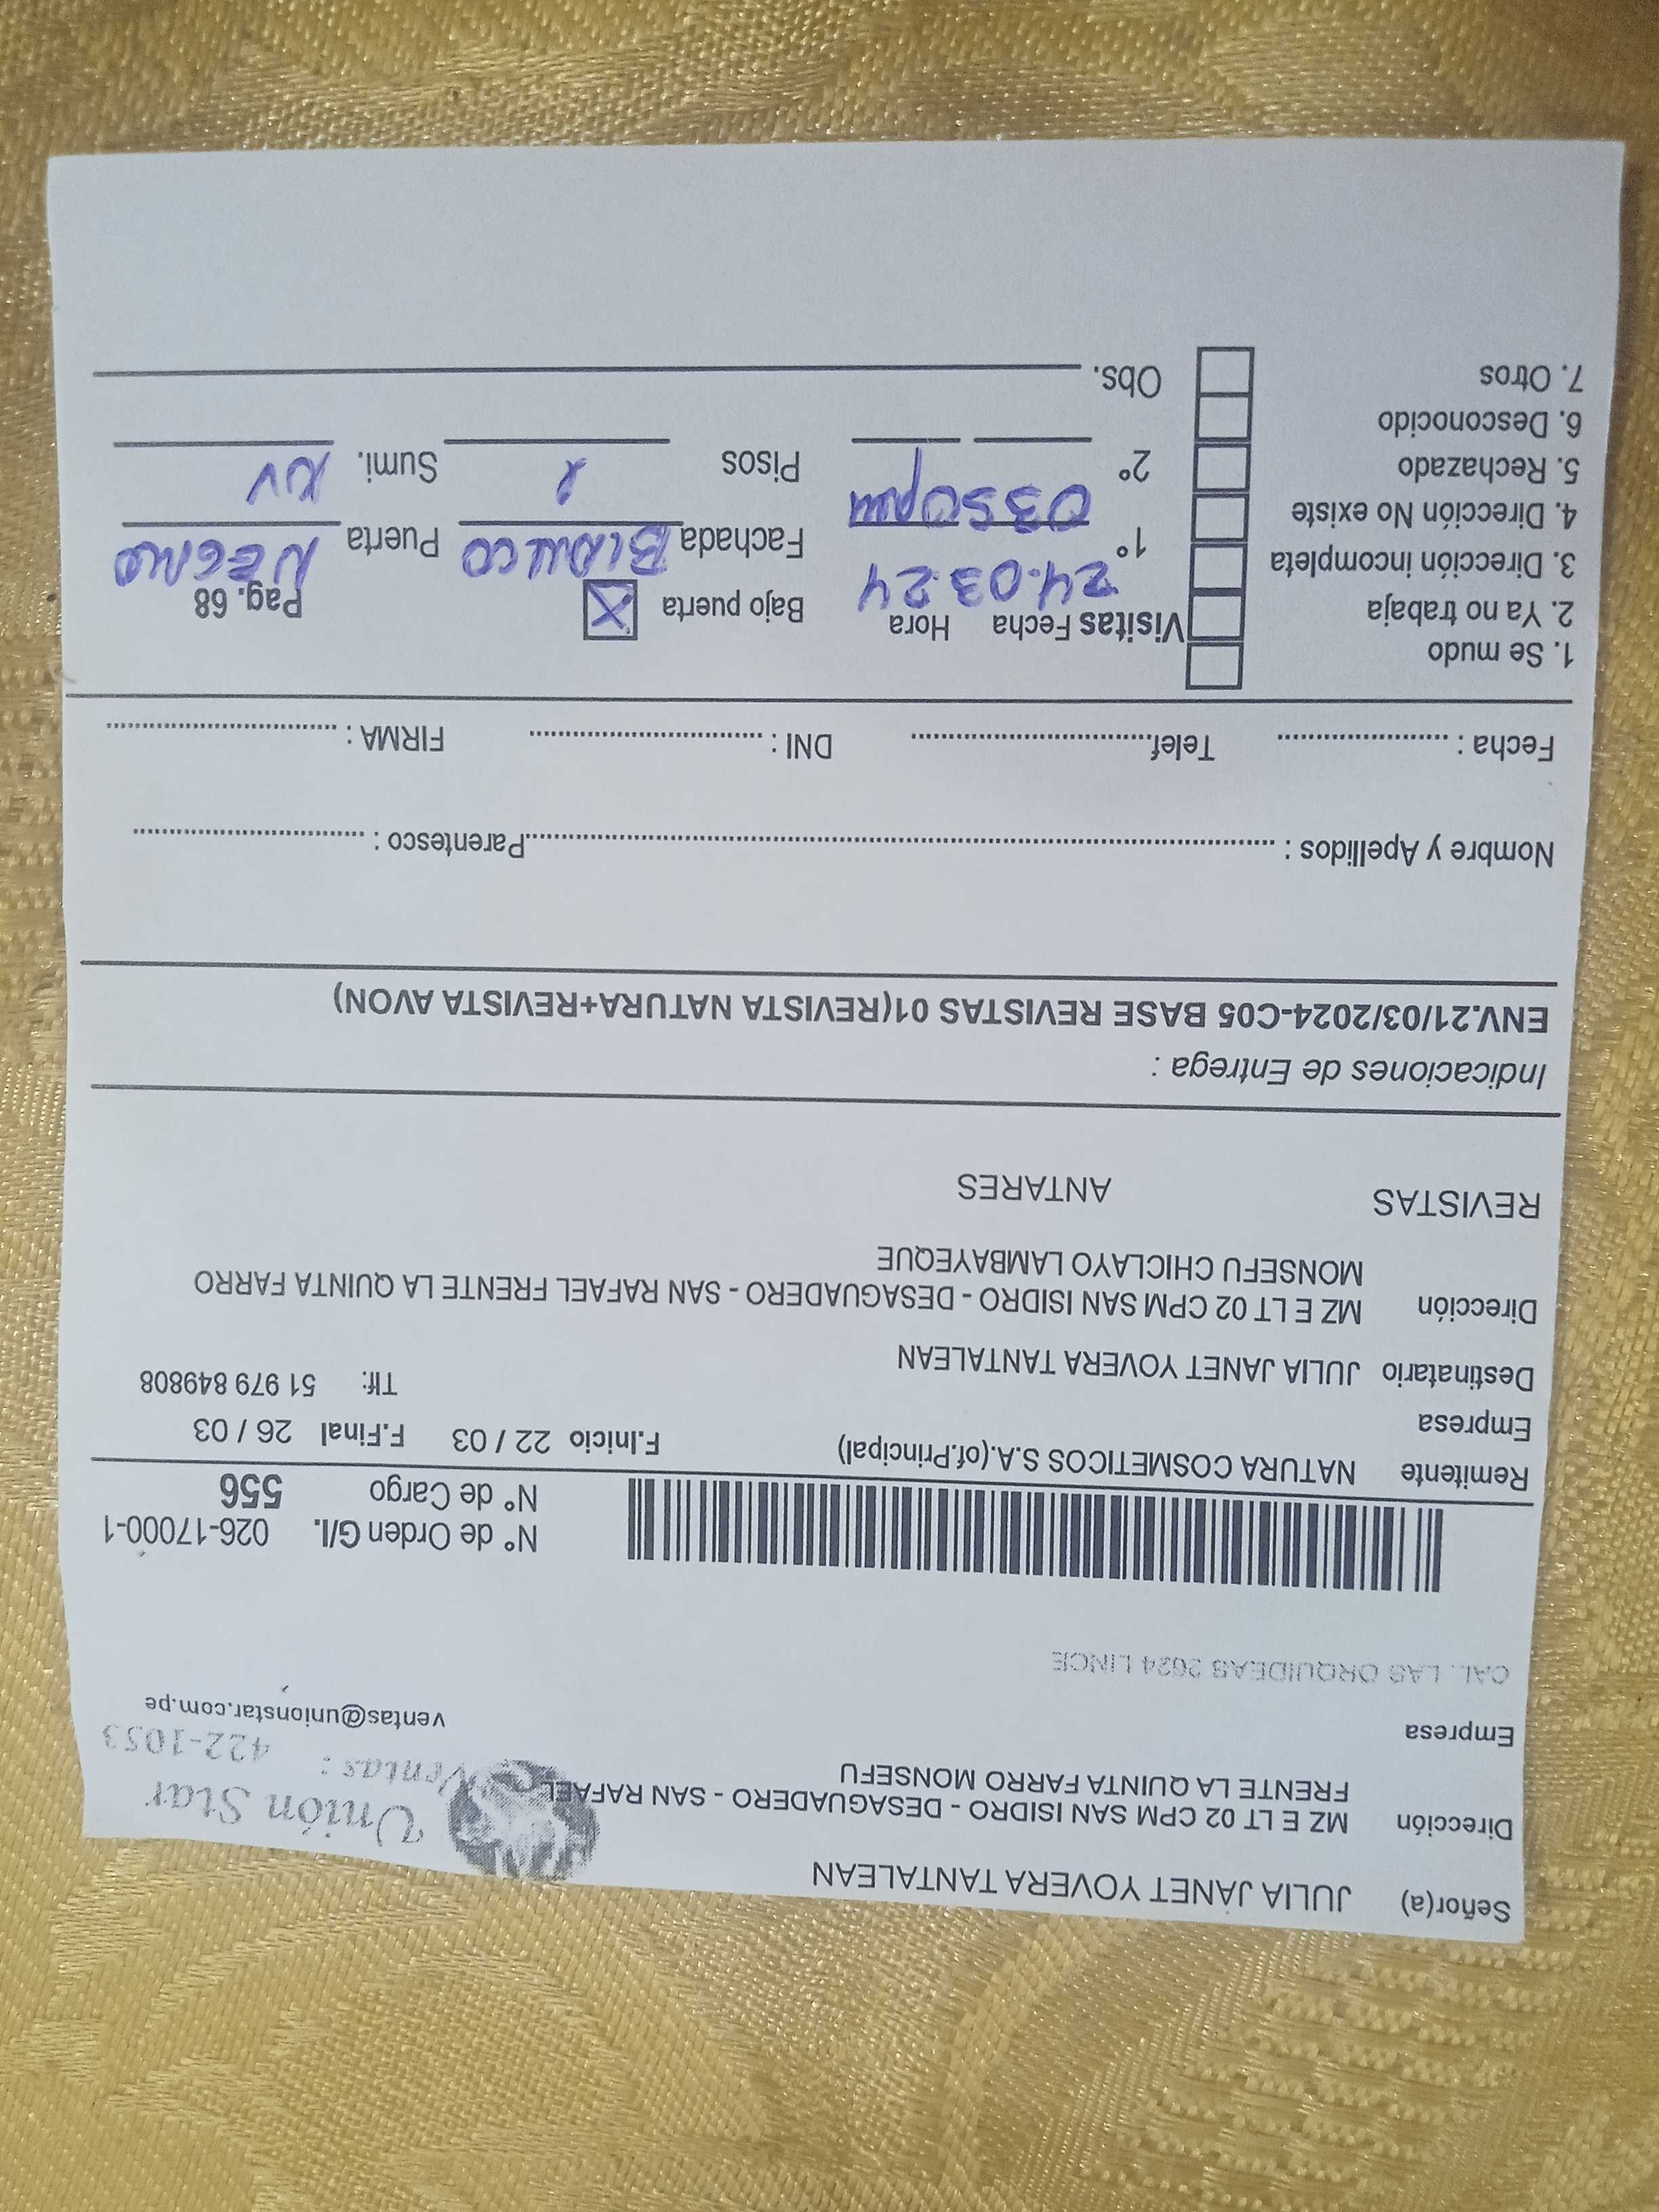 Señor(a) JULIA JANET YOVERA TANTALEAN
Unión Star
Ventas: 422-1053
ventas@unionstar.com.pe
Dirección MZ E LT 02 CPM SAN ISIDRO - DESAGUADERO - SAN RAFAEL
FRENTE LA QUINTA FARRO MONSEFU
Empresa
CAL. LAS ORQUIDEAS 2624 LINCE
N° de Orden G/I. 026-17000-1
N° de Cargo 556
Remitente NATURA COSMETICOS S.A.(of.Principal) F.Inicio 22 / 03 F.Final 26 / 03
Empresa Tlf: 51 979 849808
Destinatario JULIA JANET YOVERA TANTALEAN
Dirección MZ E LT 02 CPM SAN ISIDRO - DESAGUADERO - SAN RAFAEL FRENTE LA QUINTA FARRO
MONSEFU CHICLAYO LAMBAYEQUE
REVISTAS ANTARES
Indicaciones de Entrega :
ENV.21/03/2024-C05 BASE REVISTAS 01(REVISTA NATURA+REVISTA AVON)
Nombre y Apellidos : Parentesco :
Fecha : Telef. DNI : FIRMA :
1. Se mudo
2. Ya no trabaja
3. Dirección incompleta
4. Dirección No existe
5. Rechazado
6. Desconocido
7. Otros
Visitas Fecha Hora Bajo puerta X Pag. 68
1° 24.03.24 0350pm Fachada BLANCO Puerta NEGRO
2° Pisos Sumi.
Obs.